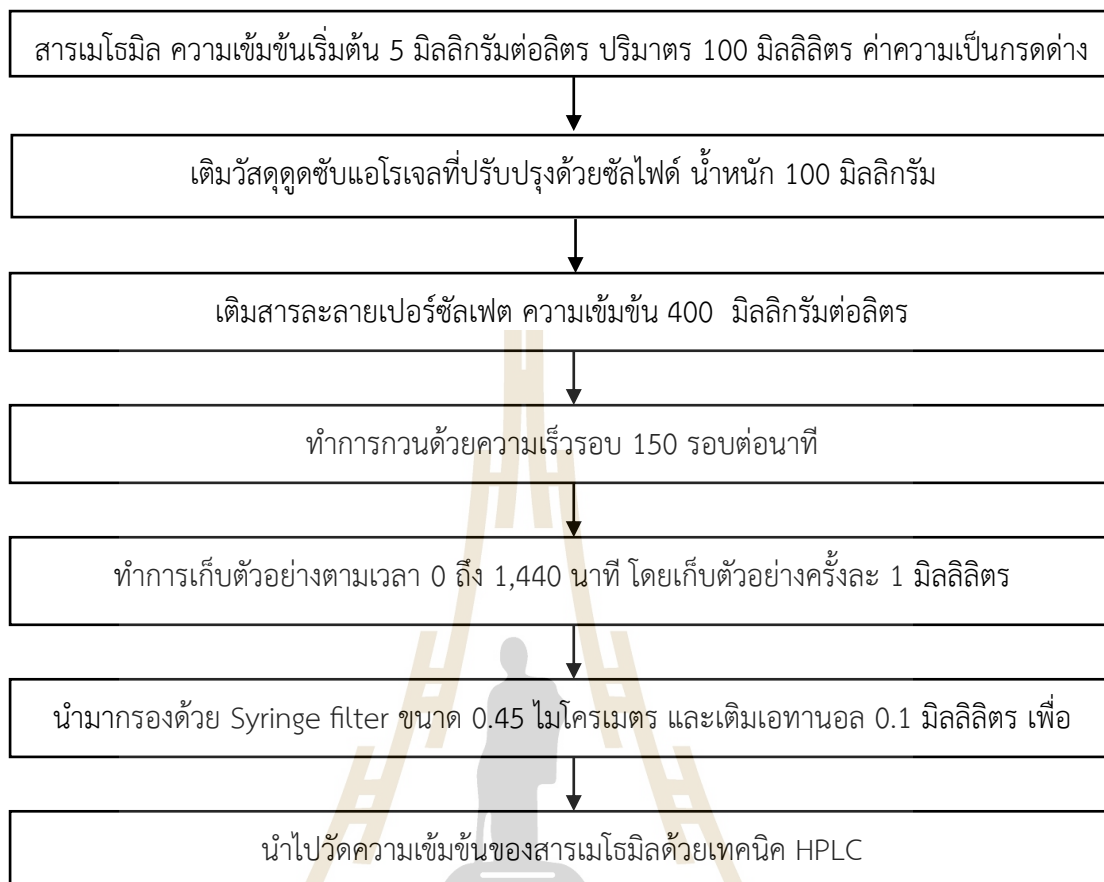 สารเมโธมิล ความเข้มข้นเริ่มต้น 5 มิลลิกรัมต่อลิตร ปริมาตร 100 มิลลิลิตร ค่าความเป็นกรดด่าง
เติมวัสดุดูดซับแอโรเจลที่ปรับปรุงด้วยซัลไฟด์ น้ำหนัก 100 มิลลิกรัม
เติมสารละลายเปอร์ซัลเฟต ความเข้มข้น 400 มิลลิกรัมต่อลิตร
ทำการกวนด้วยความเร็วรอบ 150 รอบต่อนาที
ทำการเก็บตัวอย่างตามเวลา 0 ถึง 1,440 นาที โดยเก็บตัวอย่างครั้งละ 1 มิลลิลิตร
นำมากรองด้วย Syringe filter ขนาด 0.45 ไมโครเมตร และเติมเอทานอล 0.1 มิลลิลิตร เพื่อ
นำไปวัดความเข้มข้นของสารเมโธมิลด้วยเทคนิค HPLC